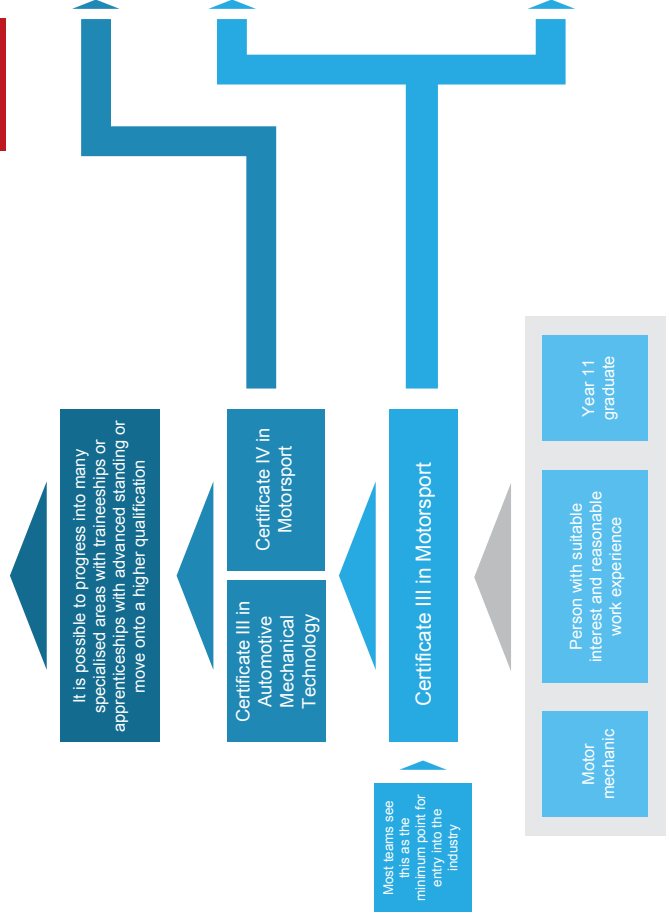 It is possible to progress into many
specialised areas with traineeships or
apprenticeships with advanced standing or
move onto a higher qualification
Certificate III in
Automotive
Mechanical
Technology
Certificate IV in
Motorsport
Most teams see
this as the
minimum point for
entry into the
industry
Certificate III in Motorsport
Motor
mechanic
Person with suitable
interest and reasonable
work experience
Year 11
graduate